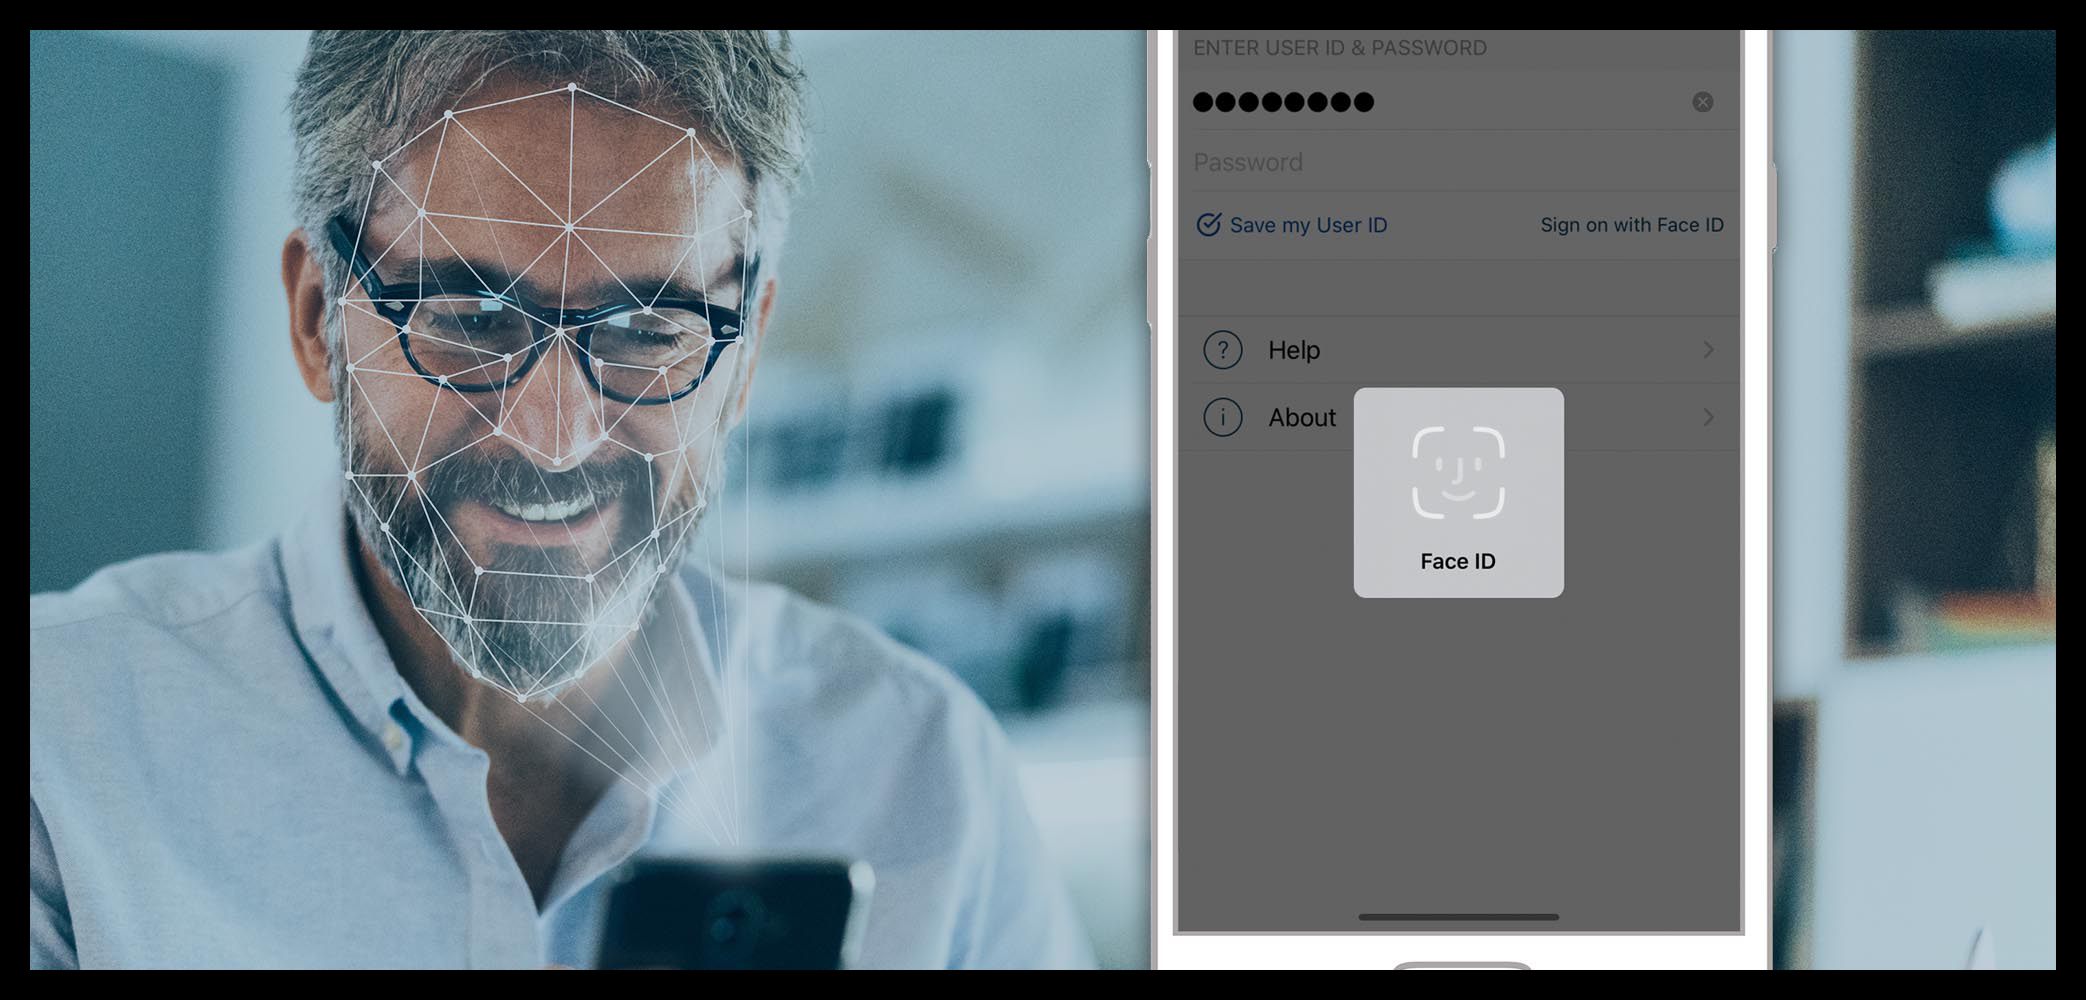 ENTER USER ID & PASSWORD
●●●●●●●●
Password
Save my User ID Sign on with Face ID
? Help
i About
Face ID